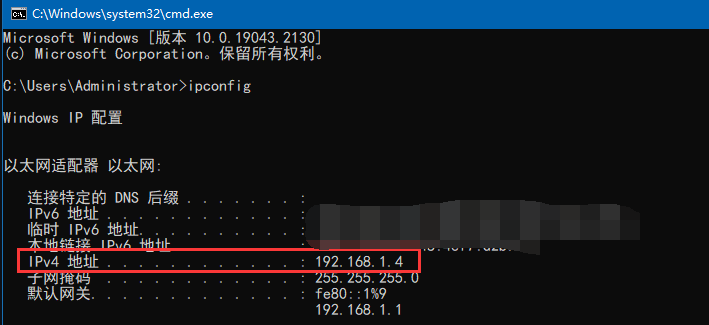 C:\Windows\system32\cmd.exe
Microsoft Windows [版本 10.0.19043.2130]
(c) Microsoft Corporation。保留所有权利。
C:\Users\Administrator>ipconfig
Windows IP 配置
以太网适配器 以太网:
连接特定的 DNS 后缀 . . . . . . . :
IPv6 地址 . . . . . . . . . . . . :
临时 IPv6 地址. . . . . . . . . . :
本地链接 IPv6 地址. . . . . . . . :
IPv4 地址 . . . . . . . . . . . . : 192.168.1.4
子网掩码 . . . . . . . . . . . . : 255.255.255.0
默认网关. . . . . . . . . . . . . : fe80::1%9
192.168.1.1